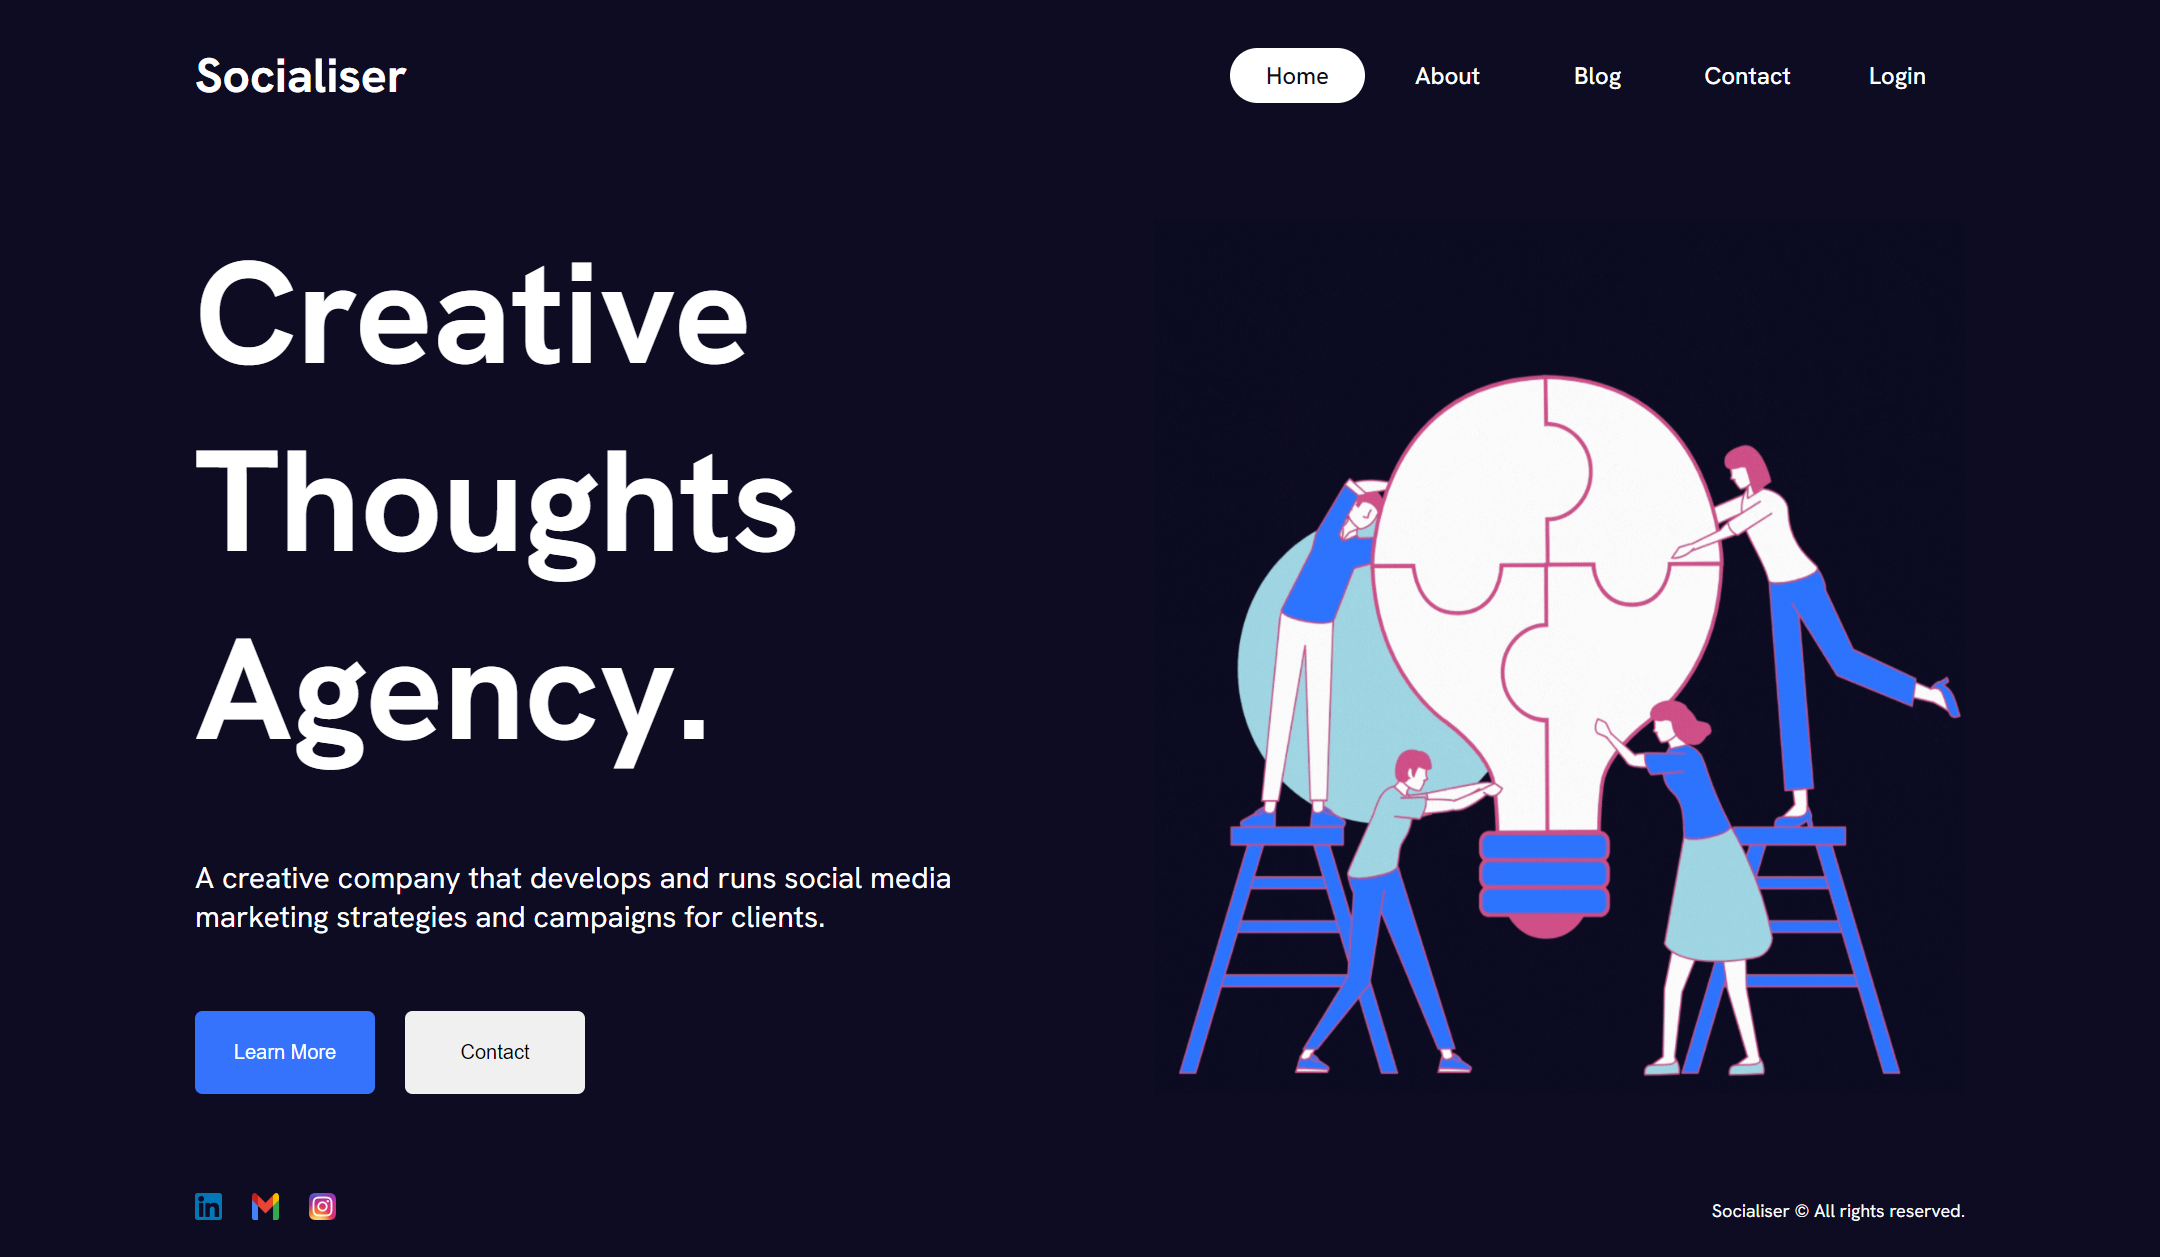 Socialiser
Home About Blog Contact Login
Creative
Thoughts
Agency.
A creative company that develops and runs social media
marketing strategies and campaigns for clients.
Learn More Contact
Socialiser © All rights reserved.